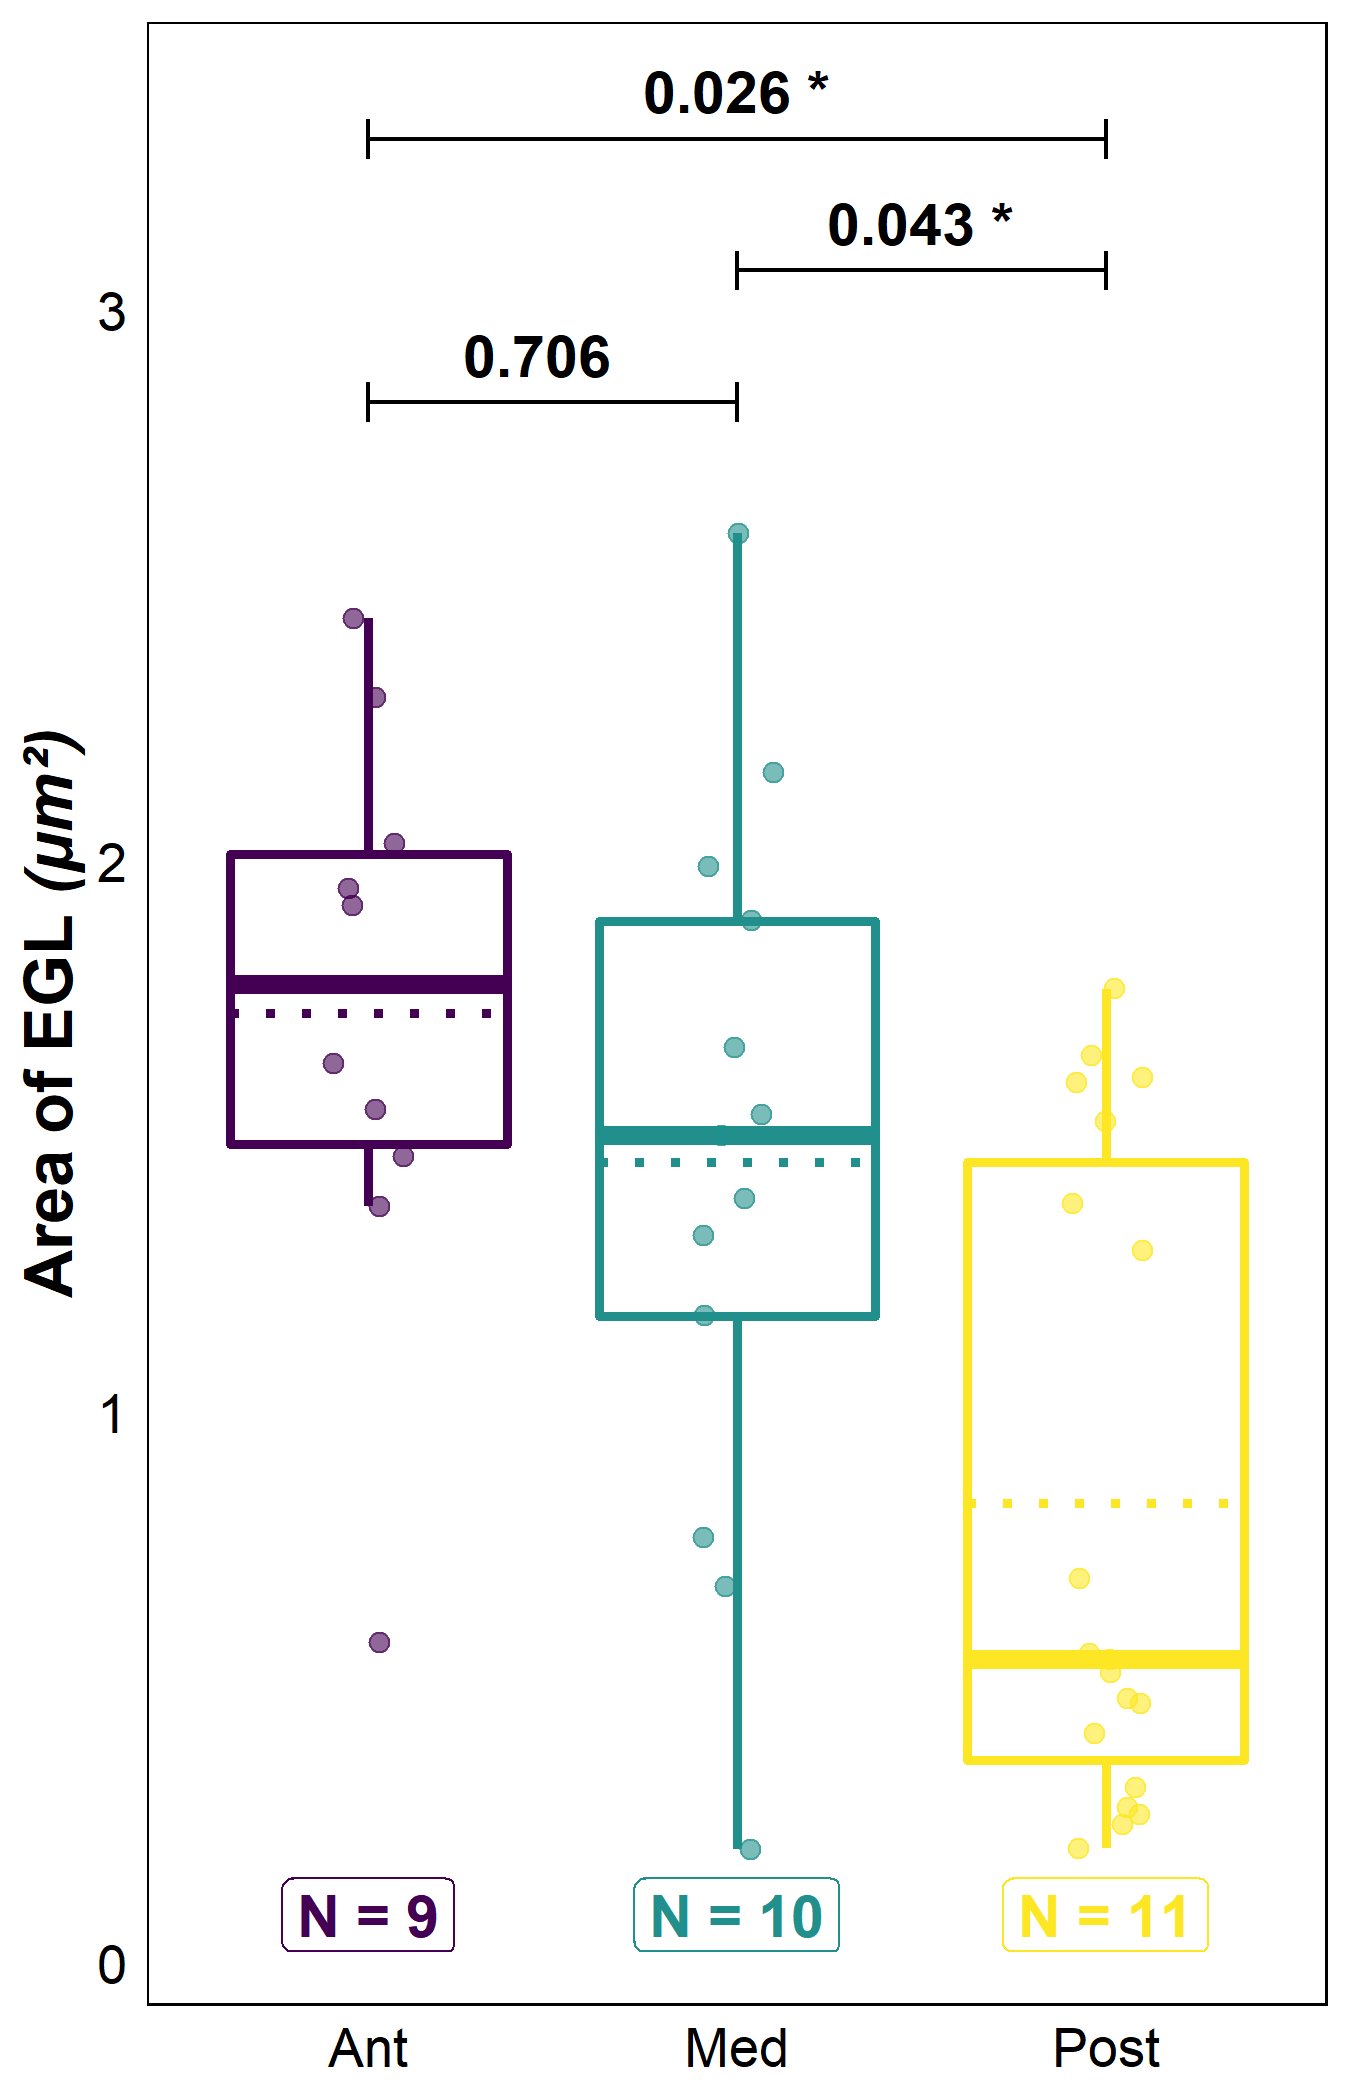 0.026 *
0.043 *
0.706
3
2
1
0
Area of EGL (μm²)
N = 9
N = 10
N = 11
Ant
Med
Post